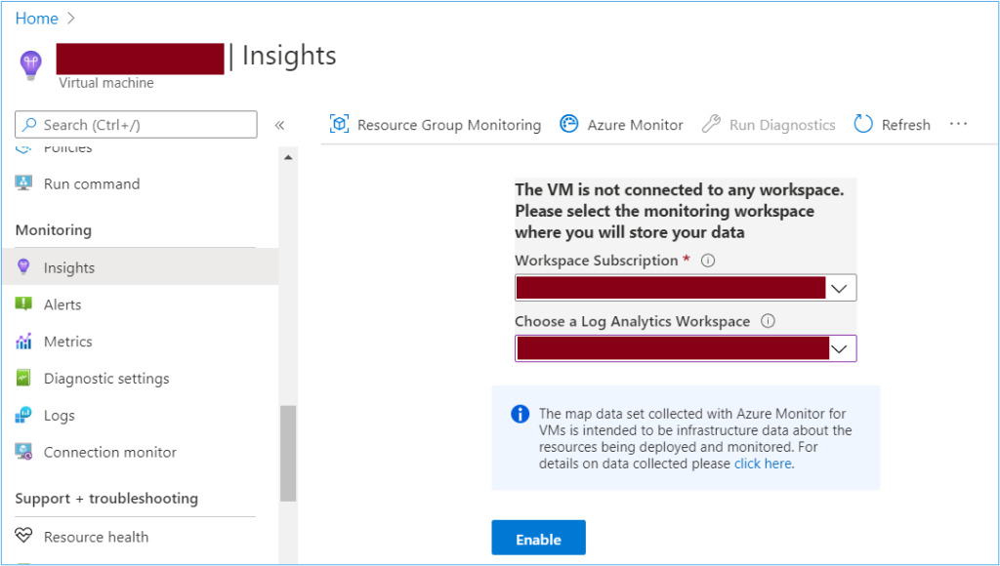 Home
| Insights
Virtual machine
Search (Ctrl+/)
«
Resource Group Monitoring
Azure Monitor
Run Diagnostics
Refresh
...
Policies
Run command
Monitoring
Insights
Alerts
Metrics
Diagnostic settings
Logs
Connection monitor
Support + troubleshooting
Resource health
The VM is not connected to any workspace.
Please select the monitoring workspace
where you will store your data
Workspace Subscription *
Choose a Log Analytics Workspace
The map data set collected with Azure Monitor for
VMs is intended to be infrastructure data about the
resources being deployed and monitored. For
details on data collected please click here.
Enable